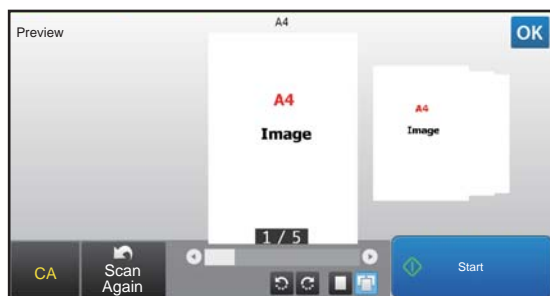 Preview
A4
OK
A4
Image
A4
Image
1 / 5
CA
Scan
Again
Start